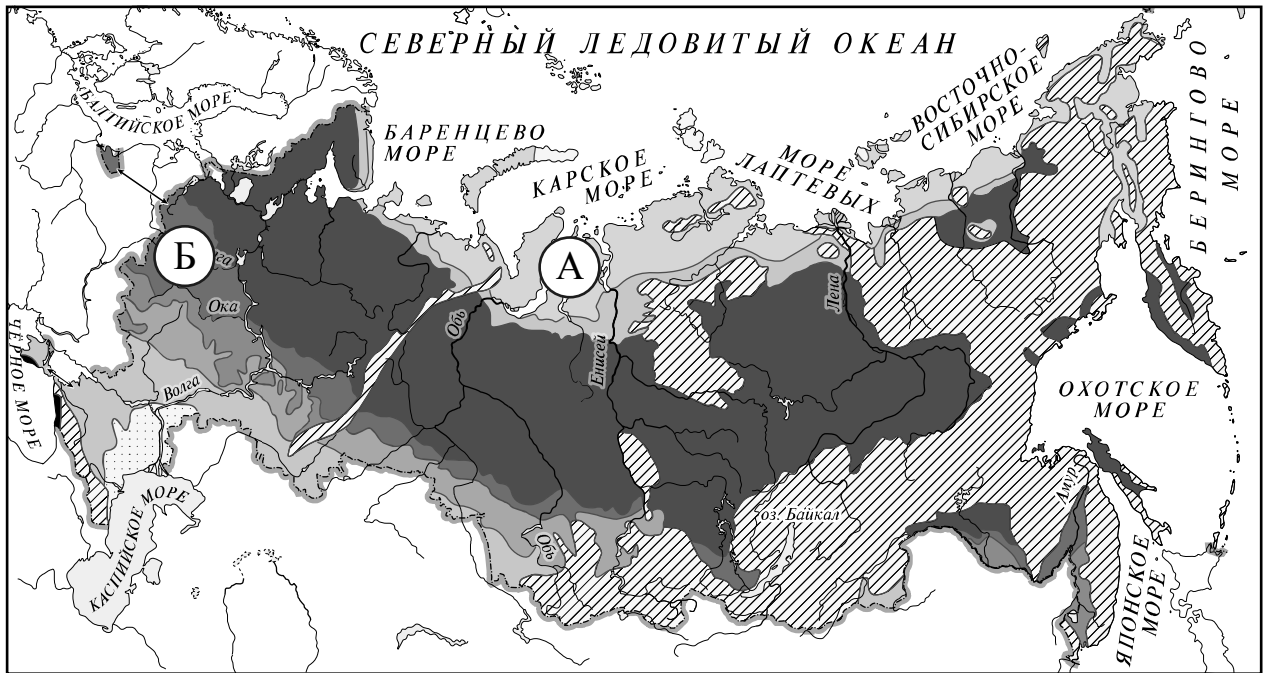 СЕВЕРНЫЙ ЛЕДОВИТЫЙ ОКЕАН
БАЛТИЙСКОЕ МОРЕ
БАРЕНЦЕВО
МОРЕ
КАРСКОЕ
МОРЕ
МОРЕ
ЛАПТЕВЫХ
ВОСТОЧНО-
СИБИРСКОЕ
МОРЕ
БЕРИНГОВО
МОРЕ
Б
А
Ока
Обь
Енисей
Лена
ЧЁРНОЕ МОРЕ
Волга
ОХОТСКОЕ
МОРЕ
КАСПИЙСКОЕ МОРЕ
Обь
оз. Байкал
Амур
ЯПОНСКОЕ
МОРЕ